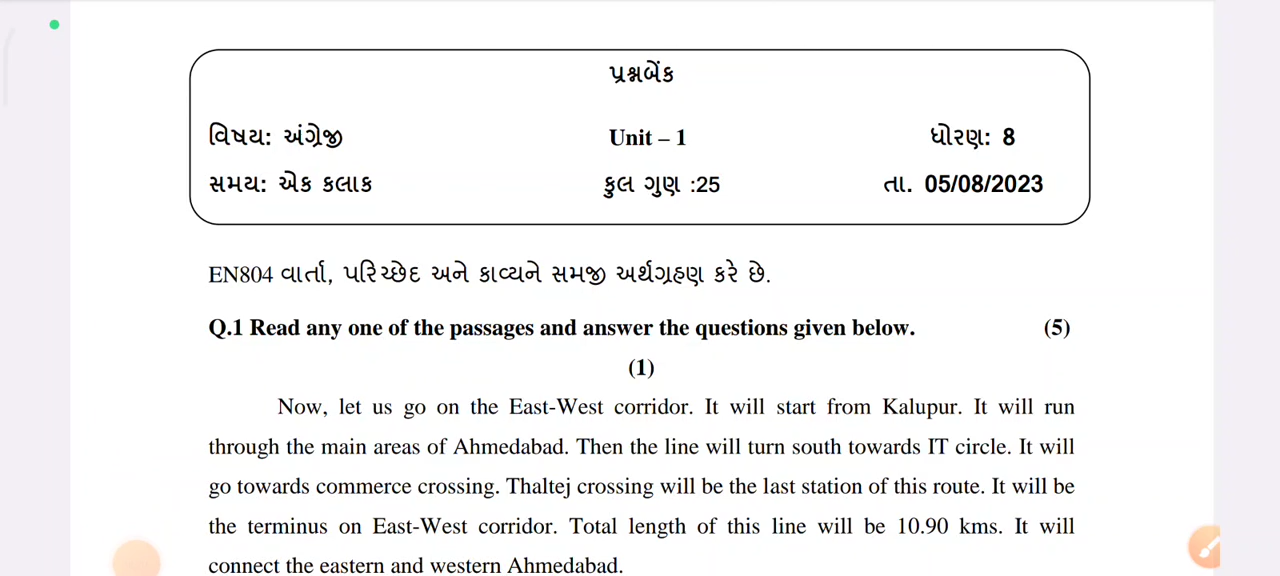 પ્રશ્નબેંક
વિષય: અંગ્રેજી Unit – 1 ધોરણ: 8
સમય: એક કલાક કુલ ગુણ :25 તા. 05/08/2023
EN804 વાર્તા, પરિચ્છેદ અને કાવ્યને સમજી અર્થગ્રહણ કરે છે.
Q.1 Read any one of the passages and answer the questions given below. (5)
(1)
Now, let us go on the East-West corridor. It will start from Kalupur. It will run
through the main areas of Ahmedabad. Then the line will turn south towards IT circle. It will
go towards commerce crossing. Thaltej crossing will be the last station of this route. It will be
the terminus on East-West corridor. Total length of this line will be 10.90 kms. It will
connect the eastern and western Ahmedabad.